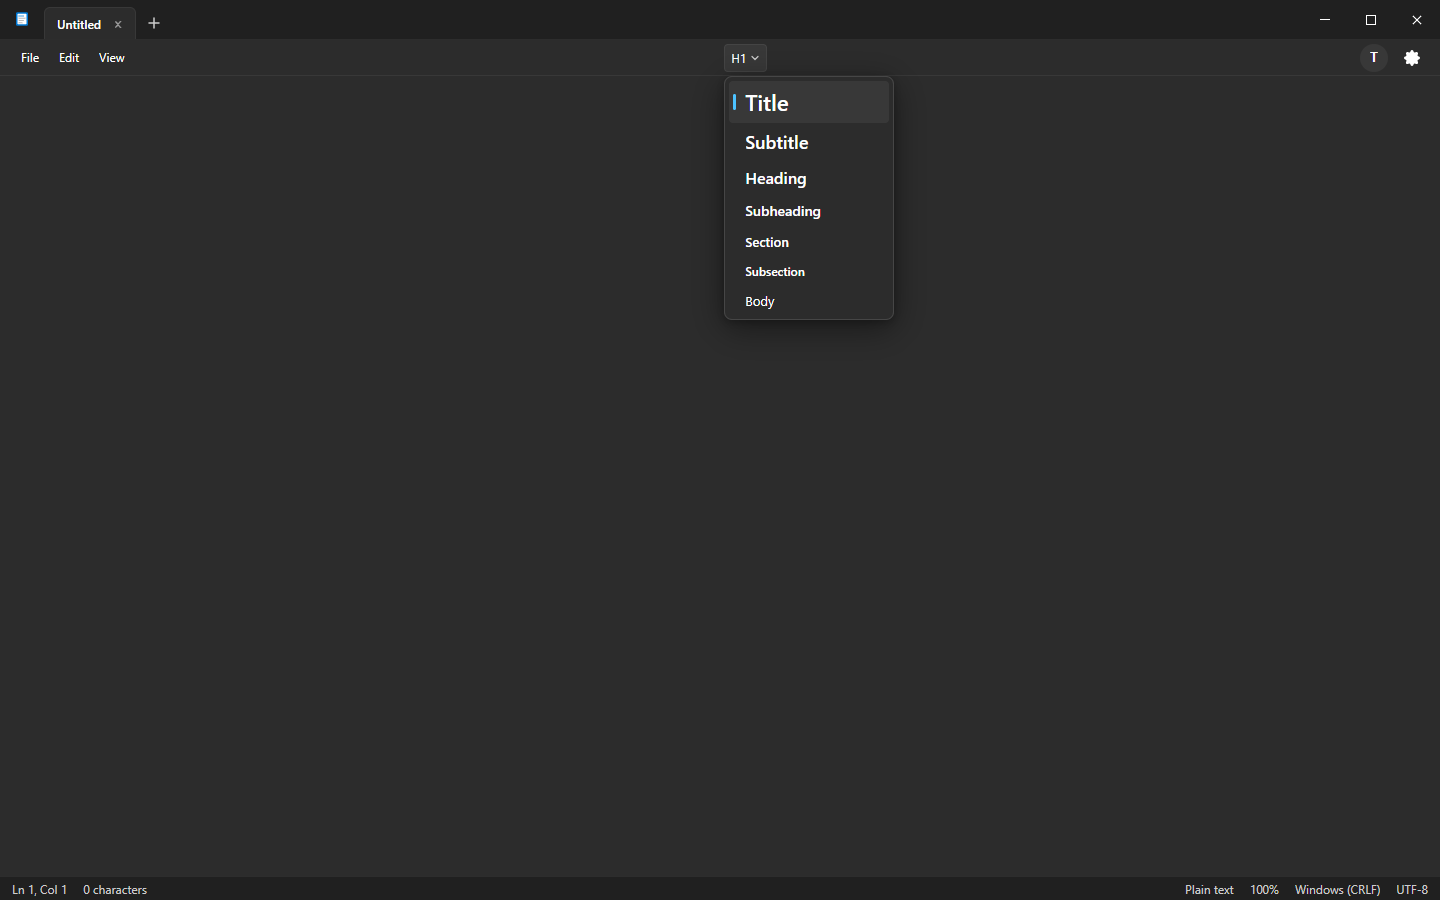 Untitled
File Edit View H1 T
Title
Subtitle
Heading
Subheading
Section
Subsection
Body
Ln 1, Col 1 0 characters Plain text 100% Windows (CRLF) UTF-8